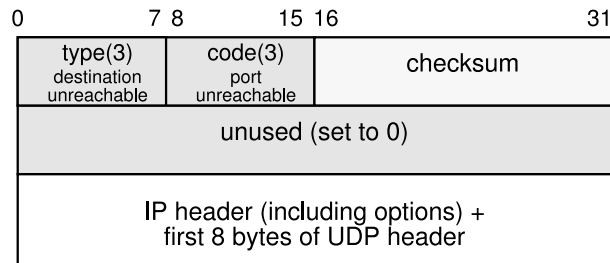 0 7 8 15 16 31
type(3) code(3) checksum
destination port
unreachable unreachable
unused (set to 0)
IP header (including options) +
first 8 bytes of UDP header